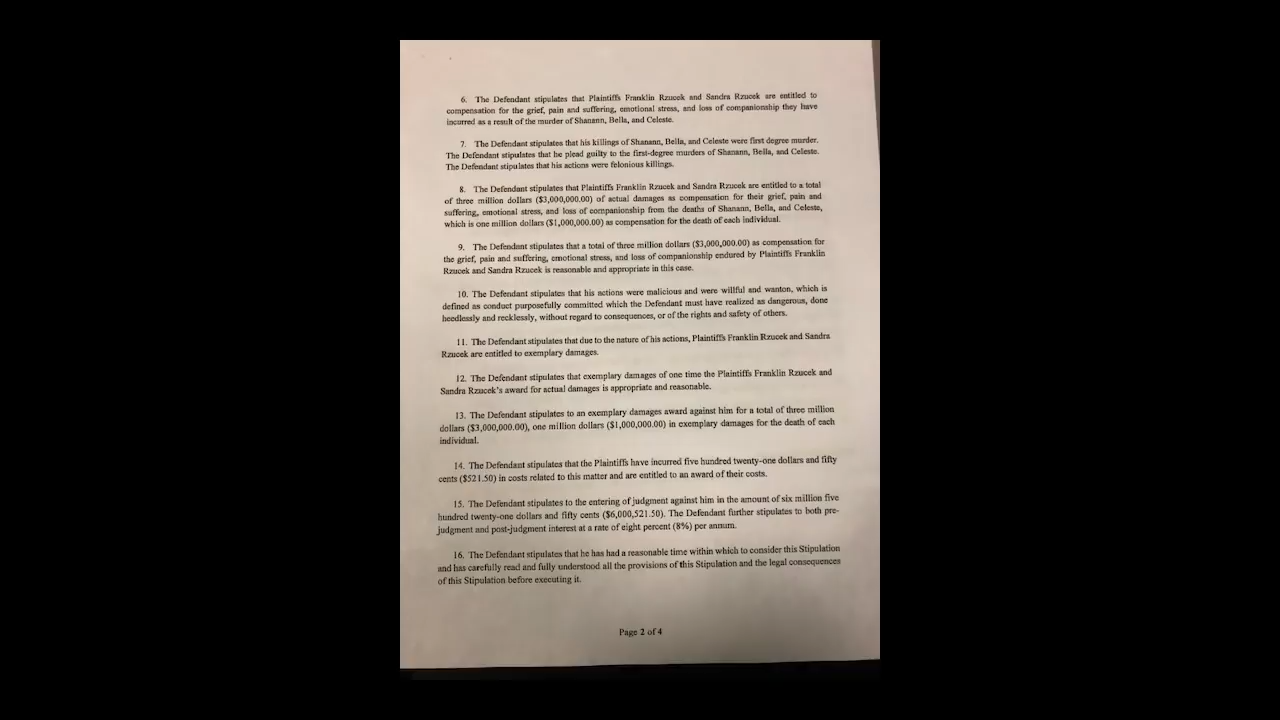 6. The Defendant stipulates that Plaintiffs Franklin Rzucek and Sandra Rzucek are entitled to
compensation for the grief, pain and suffering, emotional stress, and loss of companionship they have
incurred as a result of the murder of Shanann, Bella, and Celeste.
7. The Defendant stipulates that his killings of Shanann, Bella, and Celeste were first degree murder.
The Defendant stipulates that he plead guilty to the first-degree murders of Shanann, Bella, and Celeste.
The Defendant stipulates that his actions were felonious killings.
8. The Defendant stipulates that Plaintiffs Franklin Rzucek and Sandra Rzucek are entitled to a total
of three million dollars ($3,000,000.00) of actual damages as compensation for their grief, pain and
suffering, emotional stress, and loss of companionship from the deaths of Shanann, Bella, and Celeste,
which is one million dollars ($1,000,000.00) as compensation for the death of each individual.
9. The Defendant stipulates that a total of three million dollars ($3,000,000.00) as compensation for
the grief, pain and suffering, emotional stress, and loss of companionship endured by Plaintiffs Franklin
Rzucek and Sandra Rzucek is reasonable and appropriate in this case.
10. The Defendant stipulates that his actions were malicious and were willful and wanton, which is
defined as conduct purposefully committed which the Defendant must have realized as dangerous, done
heedlessly and recklessly, without regard to consequences, or of the rights and safety of others.
11. The Defendant stipulates that due to the nature of his actions, Plaintiffs Franklin Rzucek and Sandra
Rzucek are entitled to exemplary damages.
12. The Defendant stipulates that exemplary damages of one time the Plaintiffs Franklin Rzucek and
Sandra Rzucek's award for actual damages is appropriate and reasonable.
13. The Defendant stipulates to an exemplary damages award against him for a total of three million
dollars ($3,000,000.00), one million dollars ($1,000,000.00) in exemplary damages for the death of each
individual.
14. The Defendant stipulates that the Plaintiffs have incurred five hundred twenty-one dollars and fifty
cents ($521.50) in costs related to this matter and are entitled to an award of their costs.
15. The Defendant stipulates to the entering of judgment against him in the amount of six million five
hundred twenty-one dollars and fifty cents ($6,000,521.50). The Defendant further stipulates to both pre-
judgment and post-judgment interest at a rate of eight percent (8%) per annum.
16. The Defendant stipulates that he has had a reasonable time within which to consider this Stipulation
and has carefully read and fully understood all the provisions of this Stipulation and the legal consequences
of this Stipulation before executing it.
Page 2 of 4